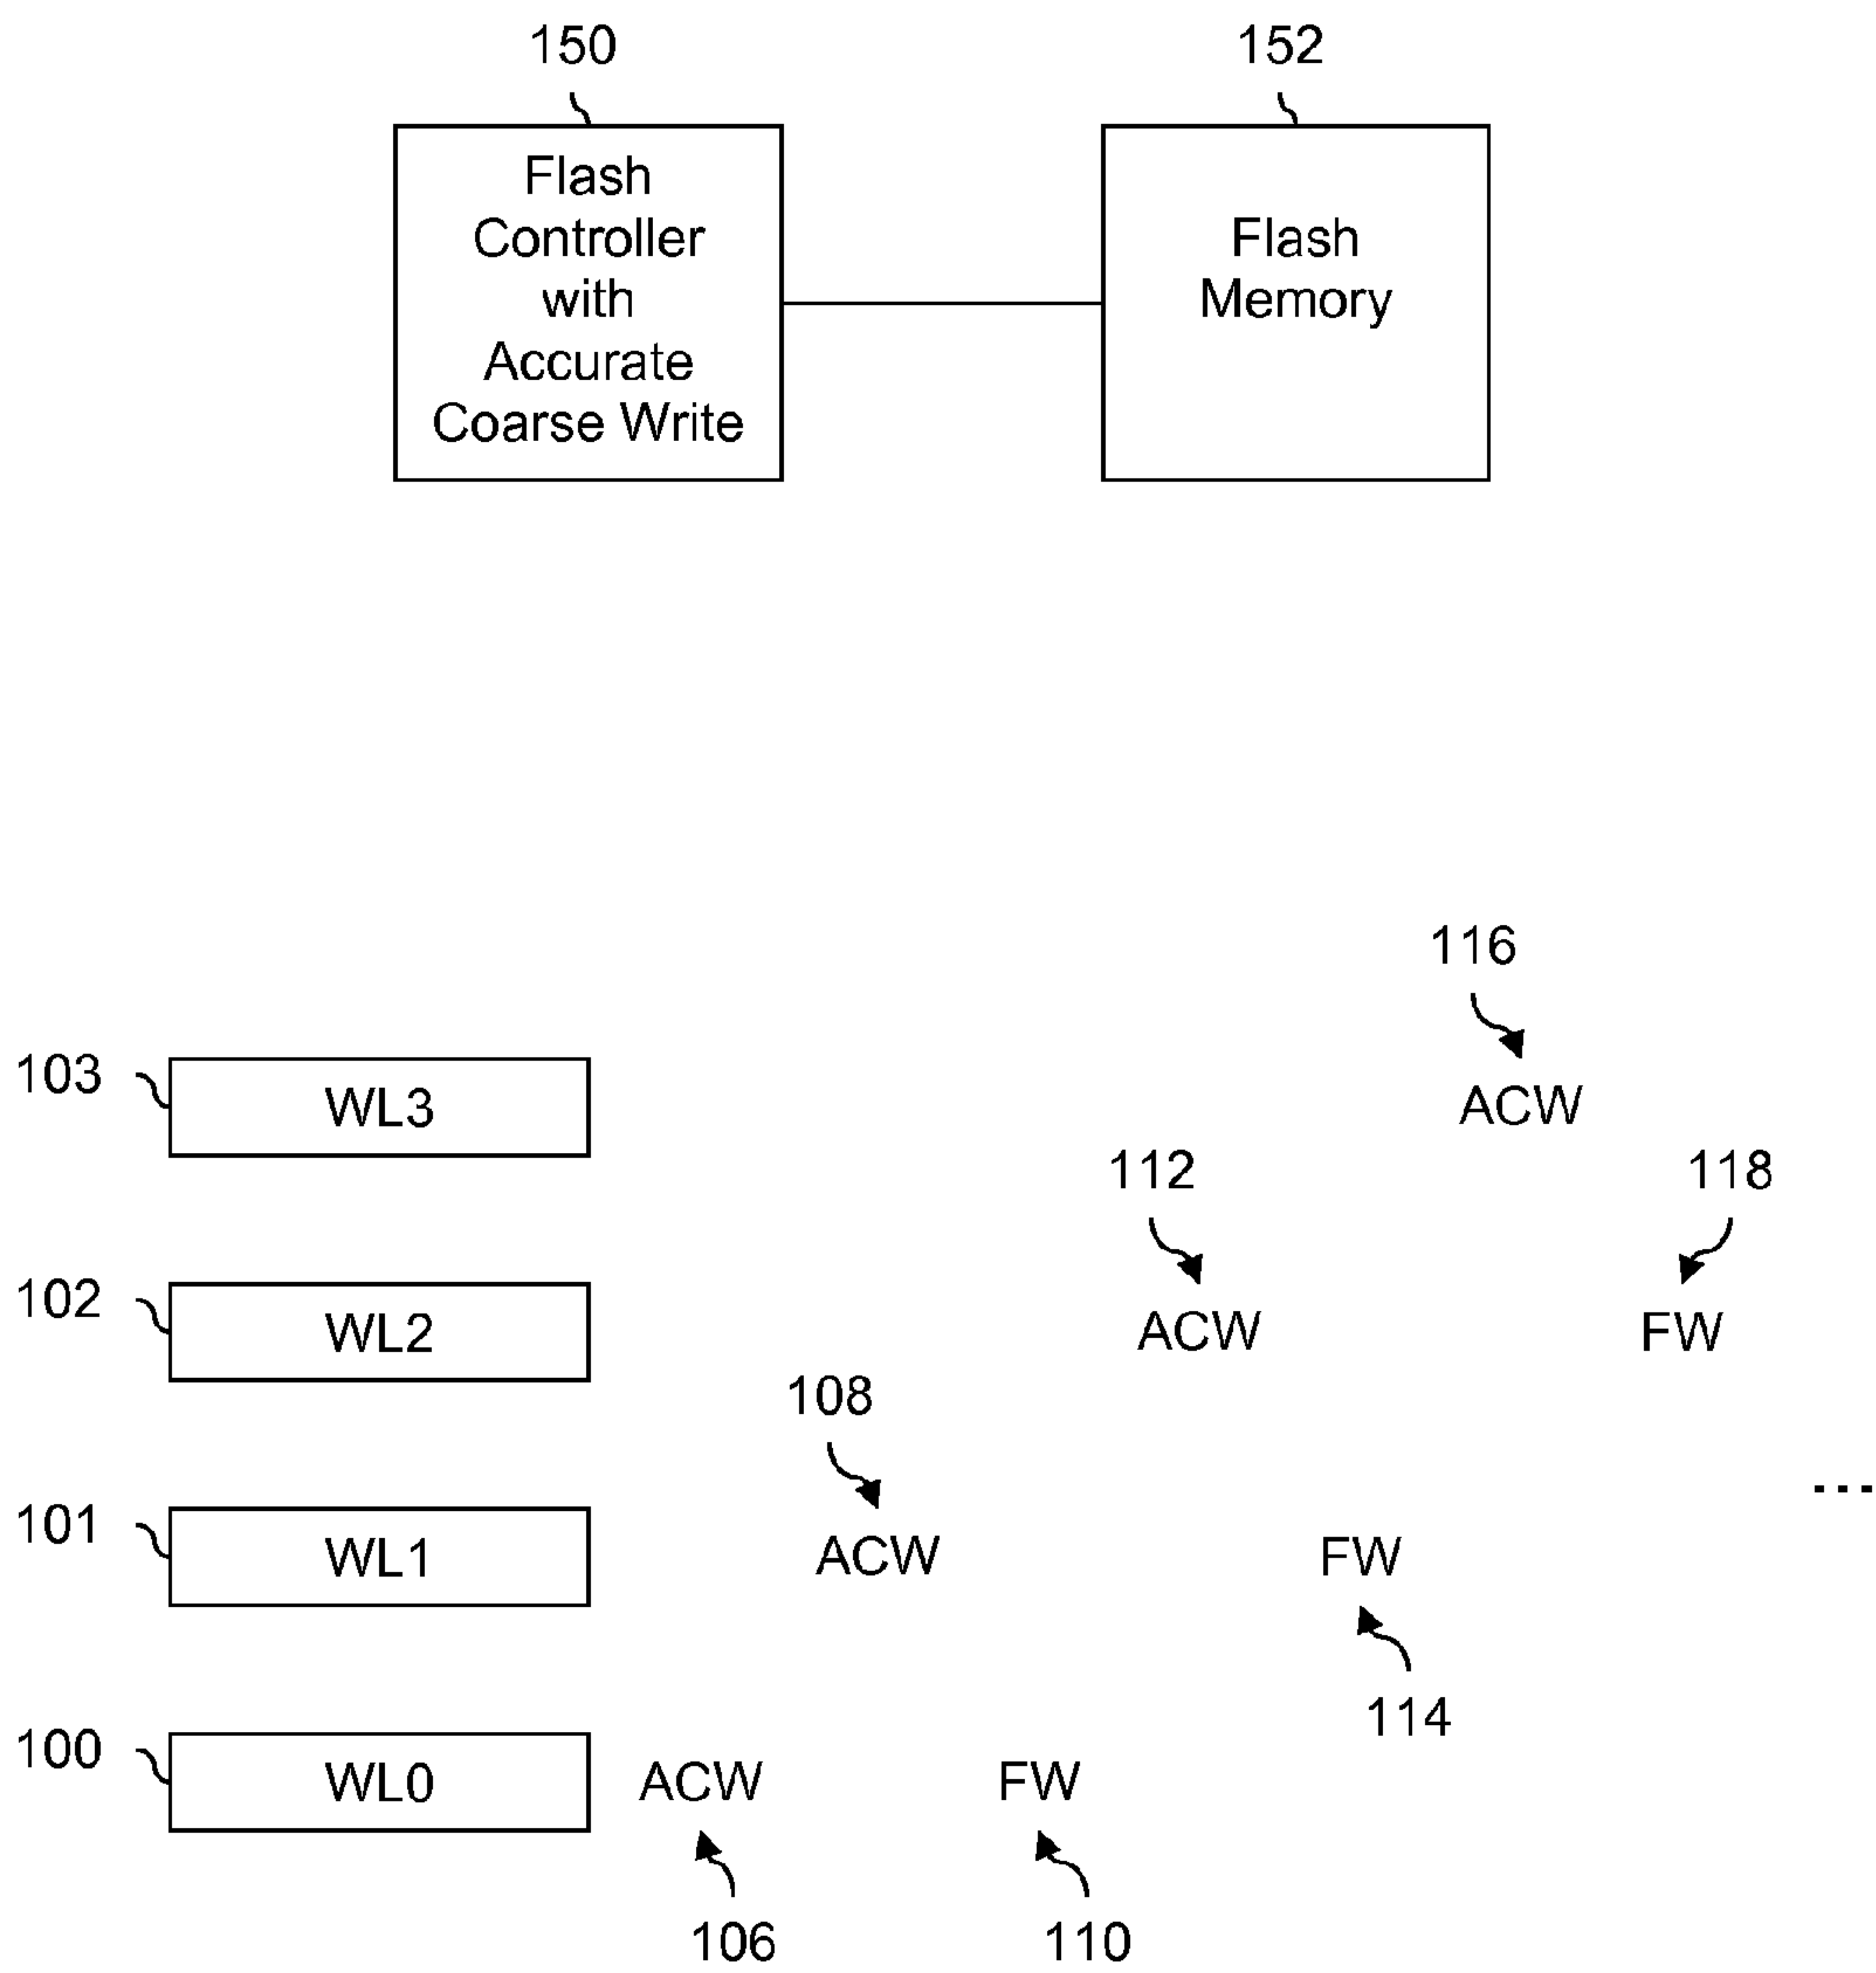 150 152
Flash
Controller
with
Accurate
Coarse Write
Flash
Memory
116
103 WL3 ACW
112 118
102 WL2 ACW FW
108
...
101 WL1 ACW FW
114
100 WL0 ACW FW
106 110